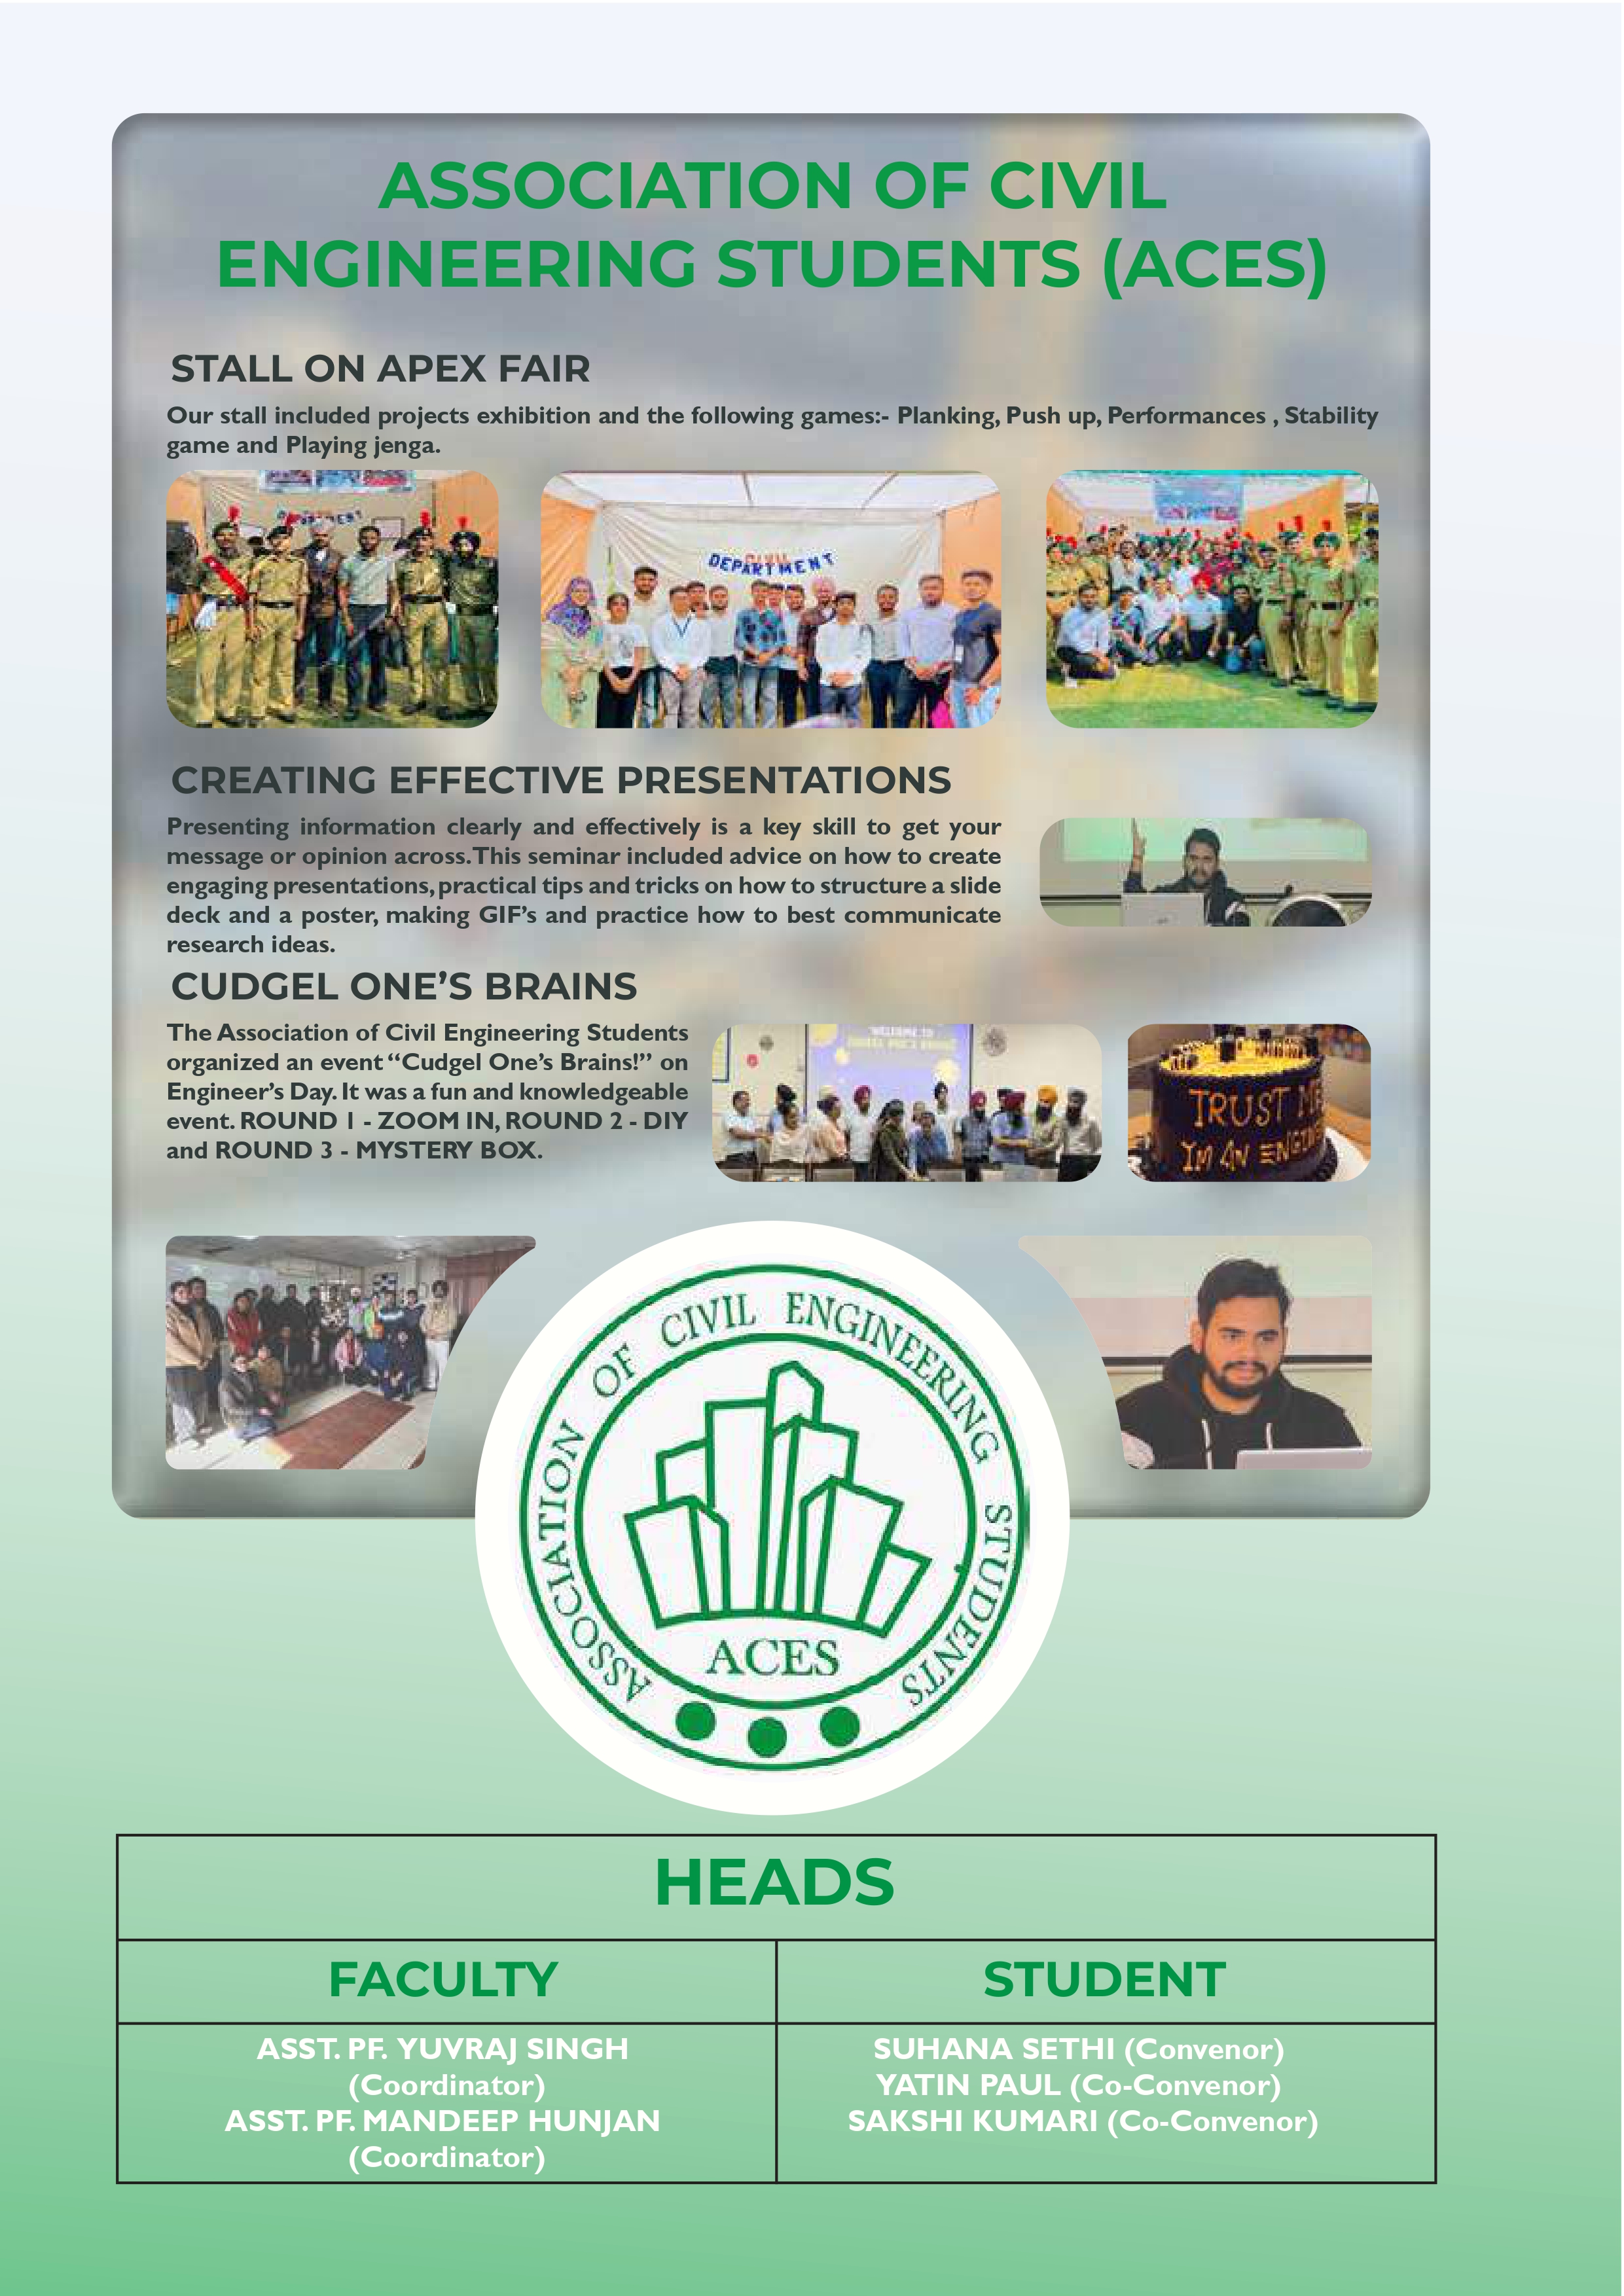 ASSOCIATION OF CIVIL
ENGINEERING STUDENTS (ACES)
STALL ON APEX FAIR
Our stall included projects exhibition and the following games:- Planking, Push up, Performances , Stability
game and Playing jenga.
DEPARTMENT
CIVIL
DEPARTMENT
CREATING EFFECTIVE PRESENTATIONS
Presenting information clearly and effectively is a key skill to get your
message or opinion across. This seminar included advice on how to create
engaging presentations, practical tips and tricks on how to structure a slide
deck and a poster, making GIF’s and practice how to best communicate
research ideas.
CUDGEL ONE’S BRAINS
The Association of Civil Engineering Students
organized an event “Cudgel One’s Brains!” on
Engineer’s Day. It was a fun and knowledgeable
event. ROUND 1 - ZOOM IN, ROUND 2 - DIY
and ROUND 3 - MYSTERY BOX.
TRUST ME
IM AN
ASSOCIATION OF CIVIL ENGINEERING STUDENTS
ACES
HEADS
FACULTY
STUDENT
ASST. PF. YUVRAJ SINGH
(Coordinator)
ASST. PF. MANDEEP HUNJAN
(Coordinator)
SUHANA SETHI (Convenor)
YATIN PAUL (Co-Convenor)
SAKSHI KUMARI (Co-Convenor)